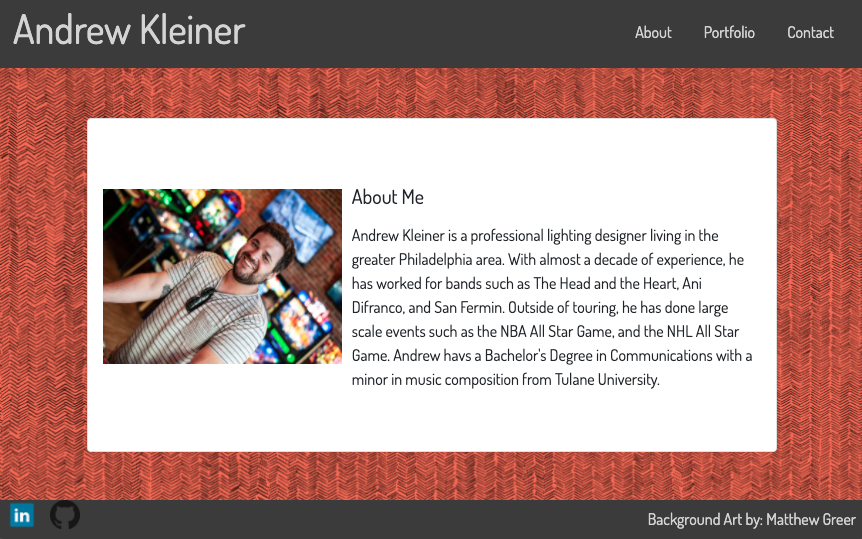 Andrew Kleiner
About Portfolio Contact
About Me
Andrew Kleiner is a professional lighting designer living in the
greater Philadelphia area. With almost a decade of experience, he
has worked for bands such as The Head and the Heart, Ani
Difranco, and San Fermin. Outside of touring, he has done large
scale events such as the NBA All Star Game, and the NHL All Star
Game. Andrew havs a Bachelor's Degree in Communications with a
minor in music composition from Tulane University.
in
Background Art by: Matthew Greer